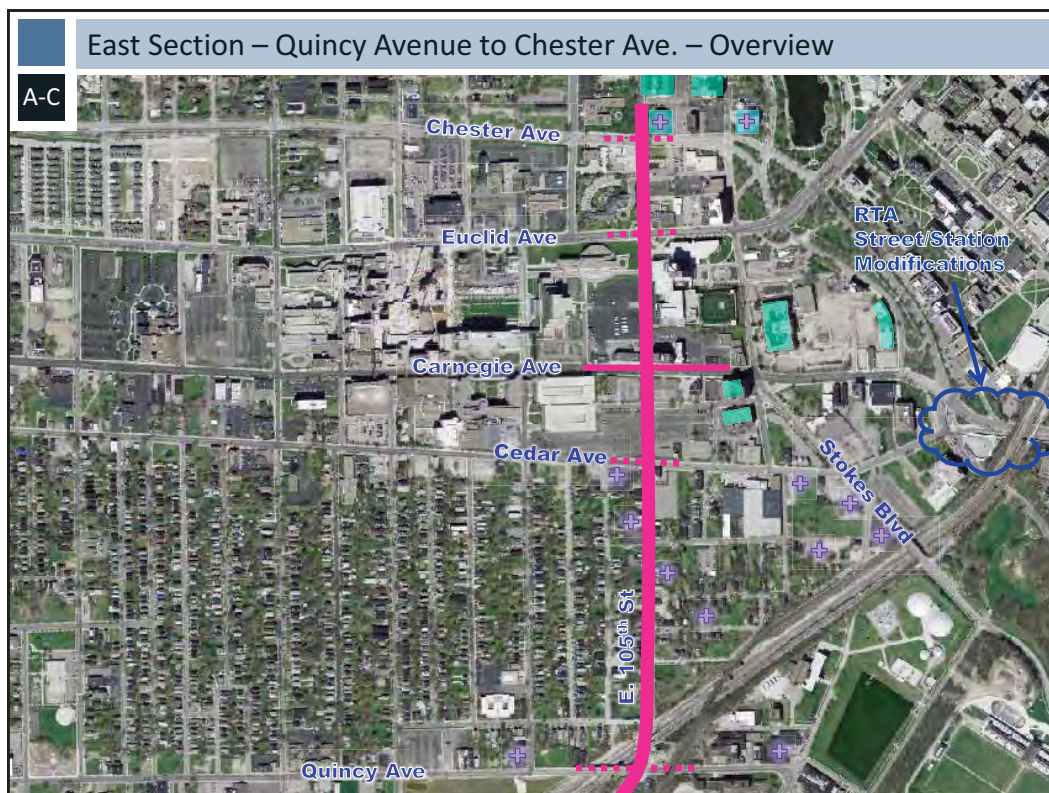 East Section – Quincy Avenue to Chester Ave. – Overview
A-C
Chester Ave
Euclid Ave
RTA
Street/Station
Modifications
Carnegie Ave
Cedar Ave
Stokes Blvd
E. 105th St
Quincy Ave